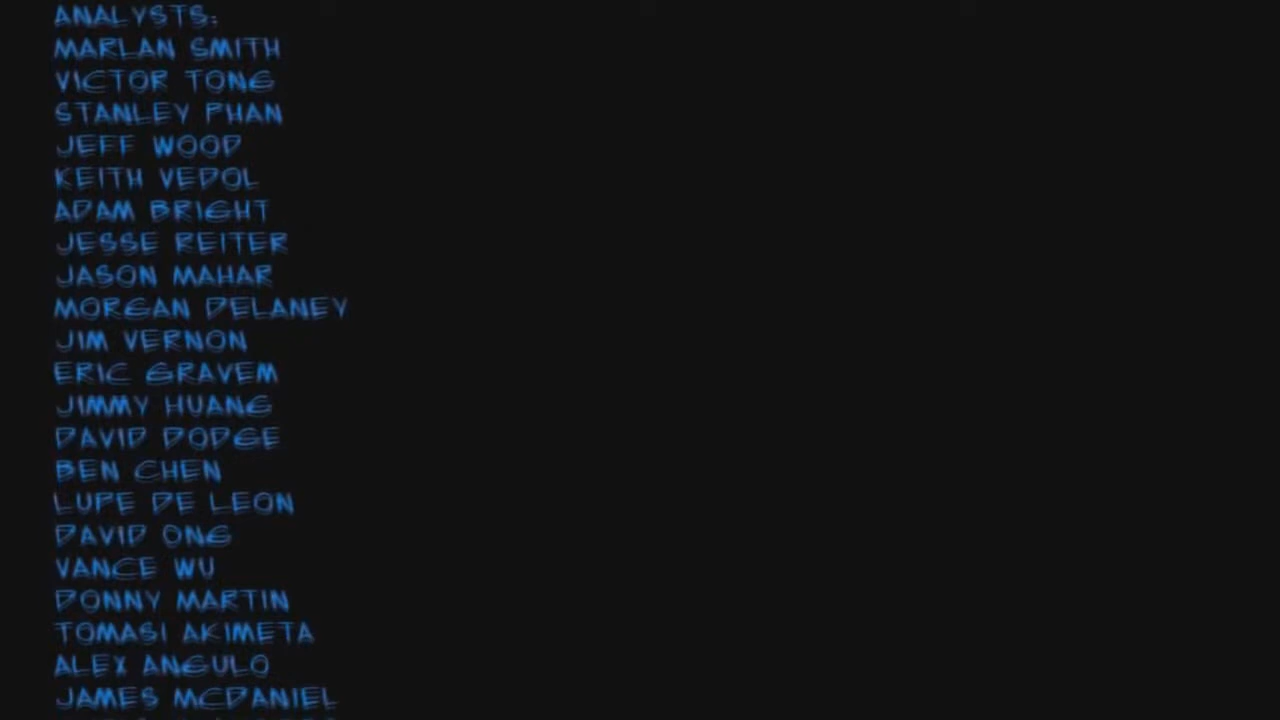 ANALYSTS:
MARLAN SMITH
VICTOR TONG
STANLEY PHAN
JEFF WOOD
KEITH VEDOL
ADAM BRIGHT
JESSE REITER
JASON MAHAR
MORGAN DELANEY
JIM VERNON
ERIC GRAVEM
JIMMY HUANG
DAVID DODGE
BEN CHEN
LUPE DE LEON
DAVID ONG
VANCE WU
DONNY MARTIN
TOMASI AKIMETA
ALEX ANGULO
JAMES MCDANIEL